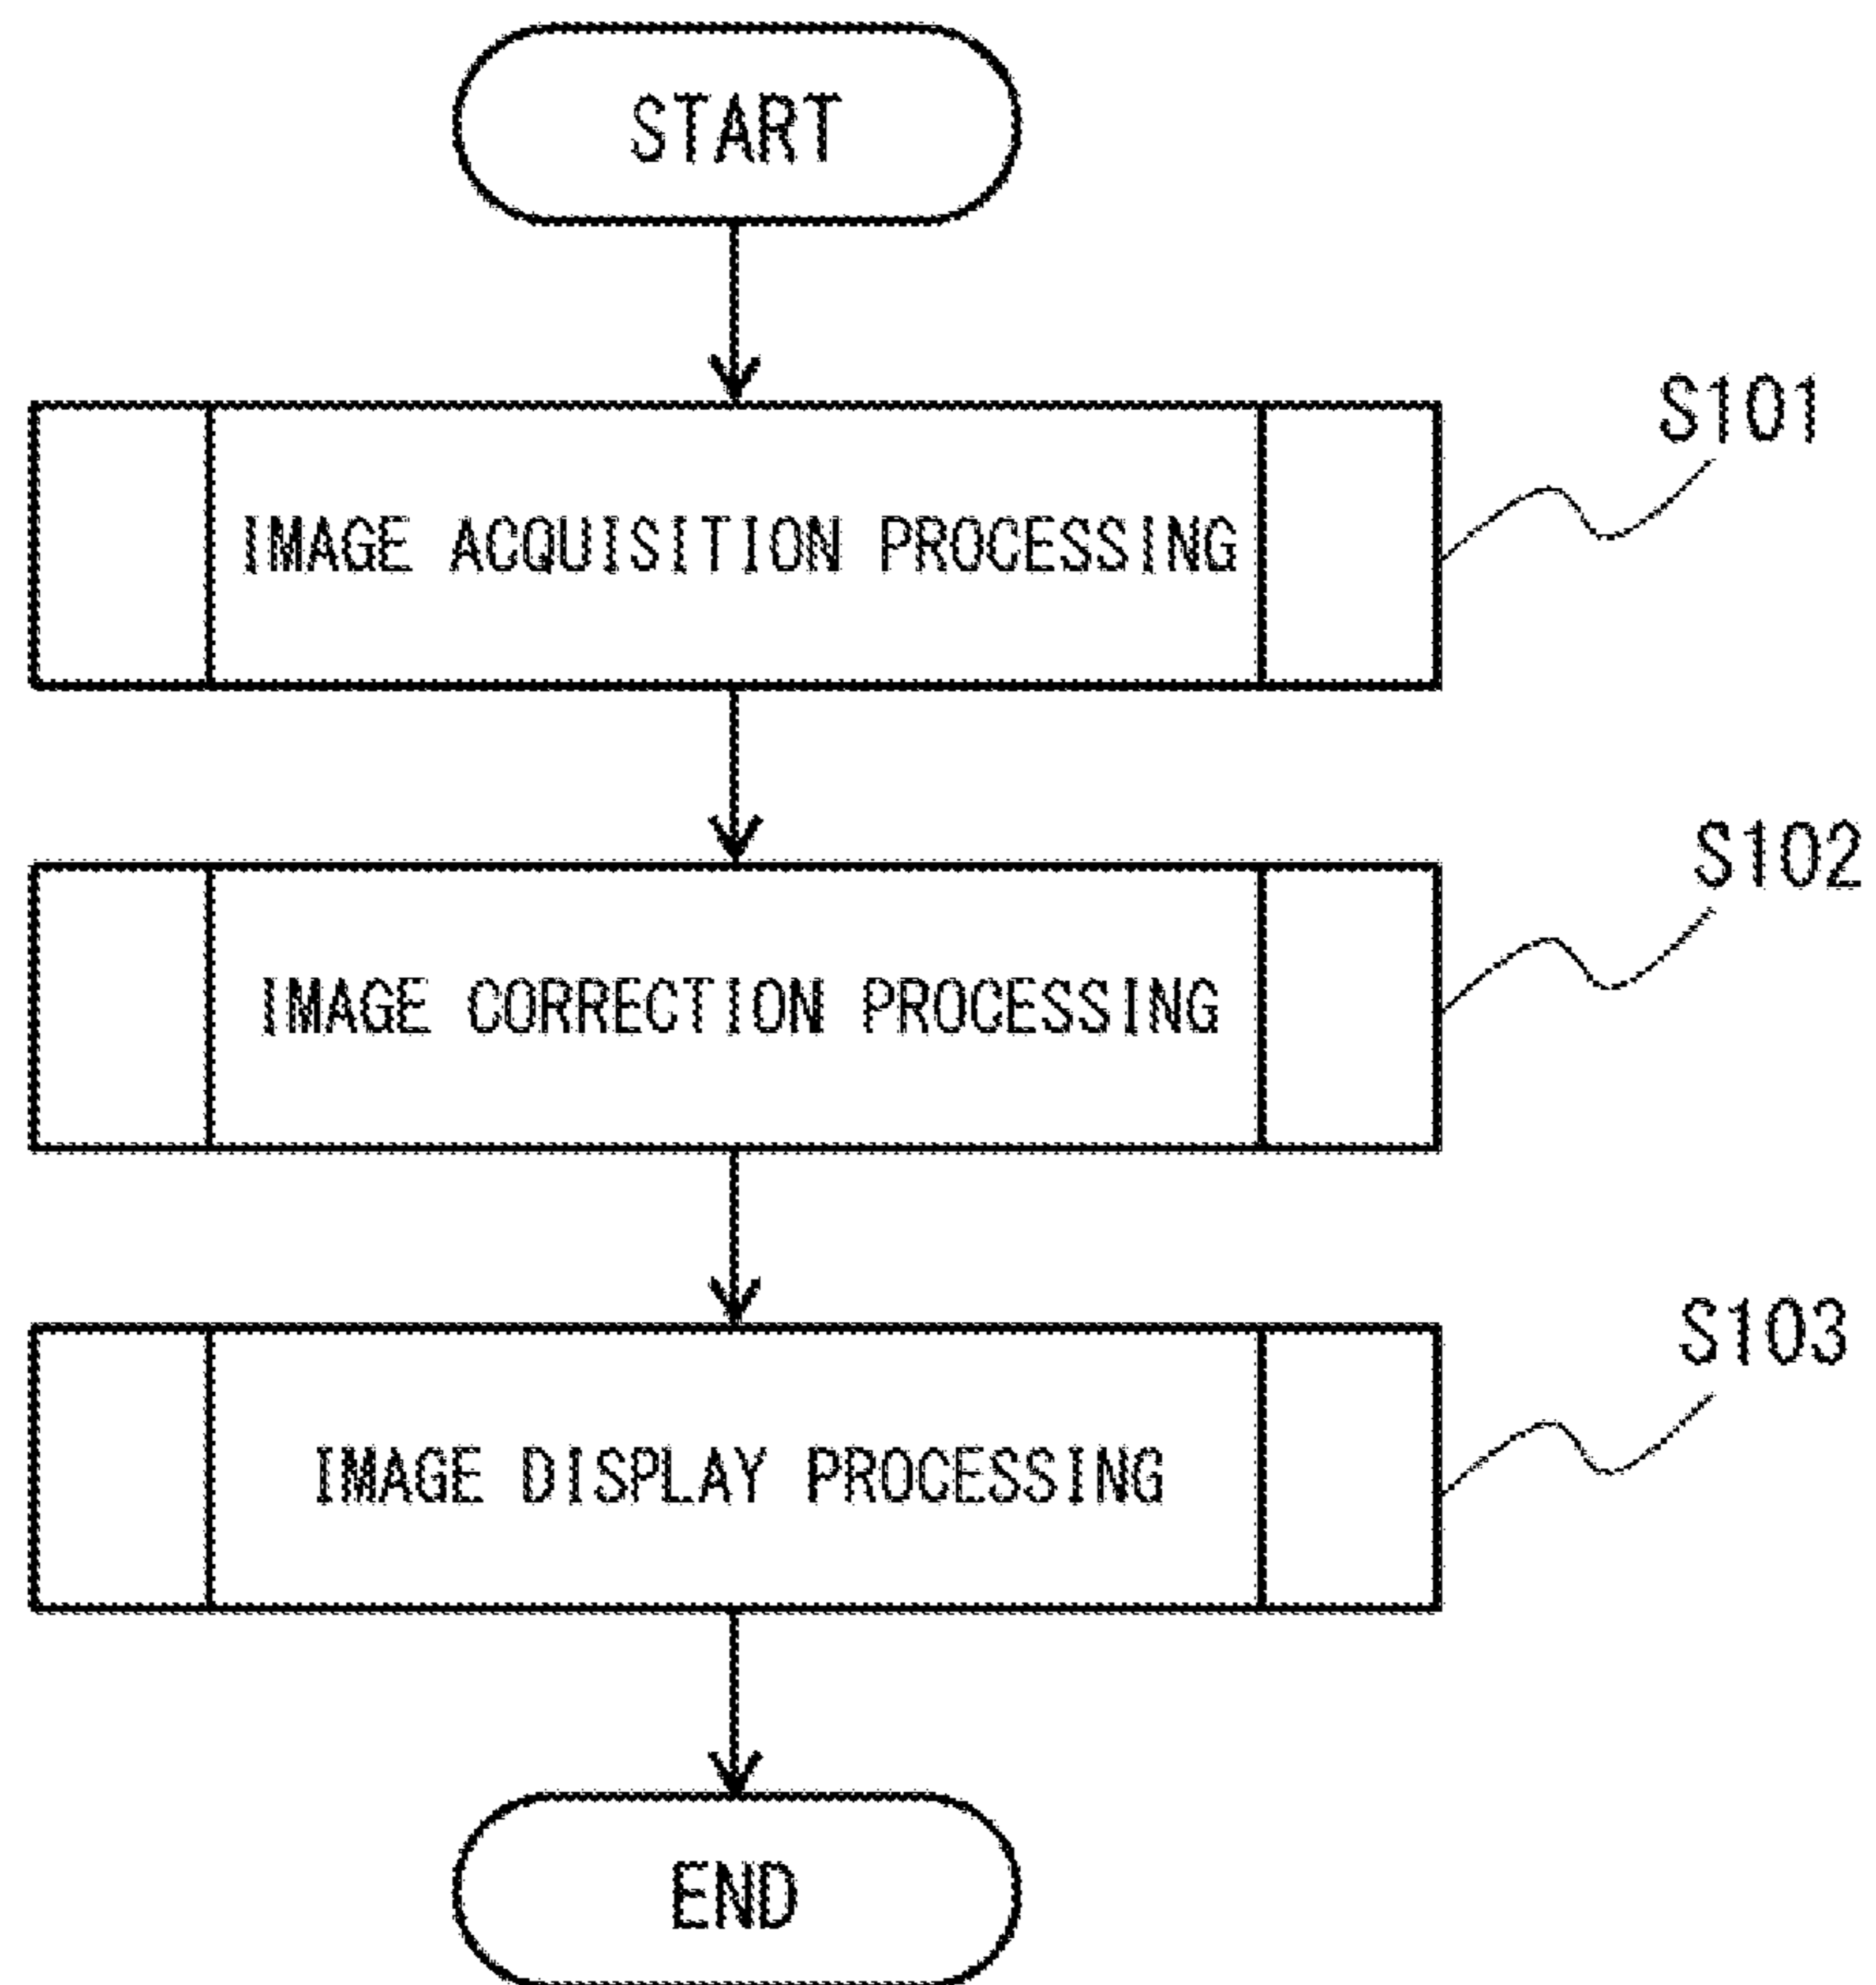 START
S101
IMAGE ACQUISITION PROCESSING
S102
IMAGE CORRECTION PROCESSING
S103
IMAGE DISPLAY PROCESSING
END